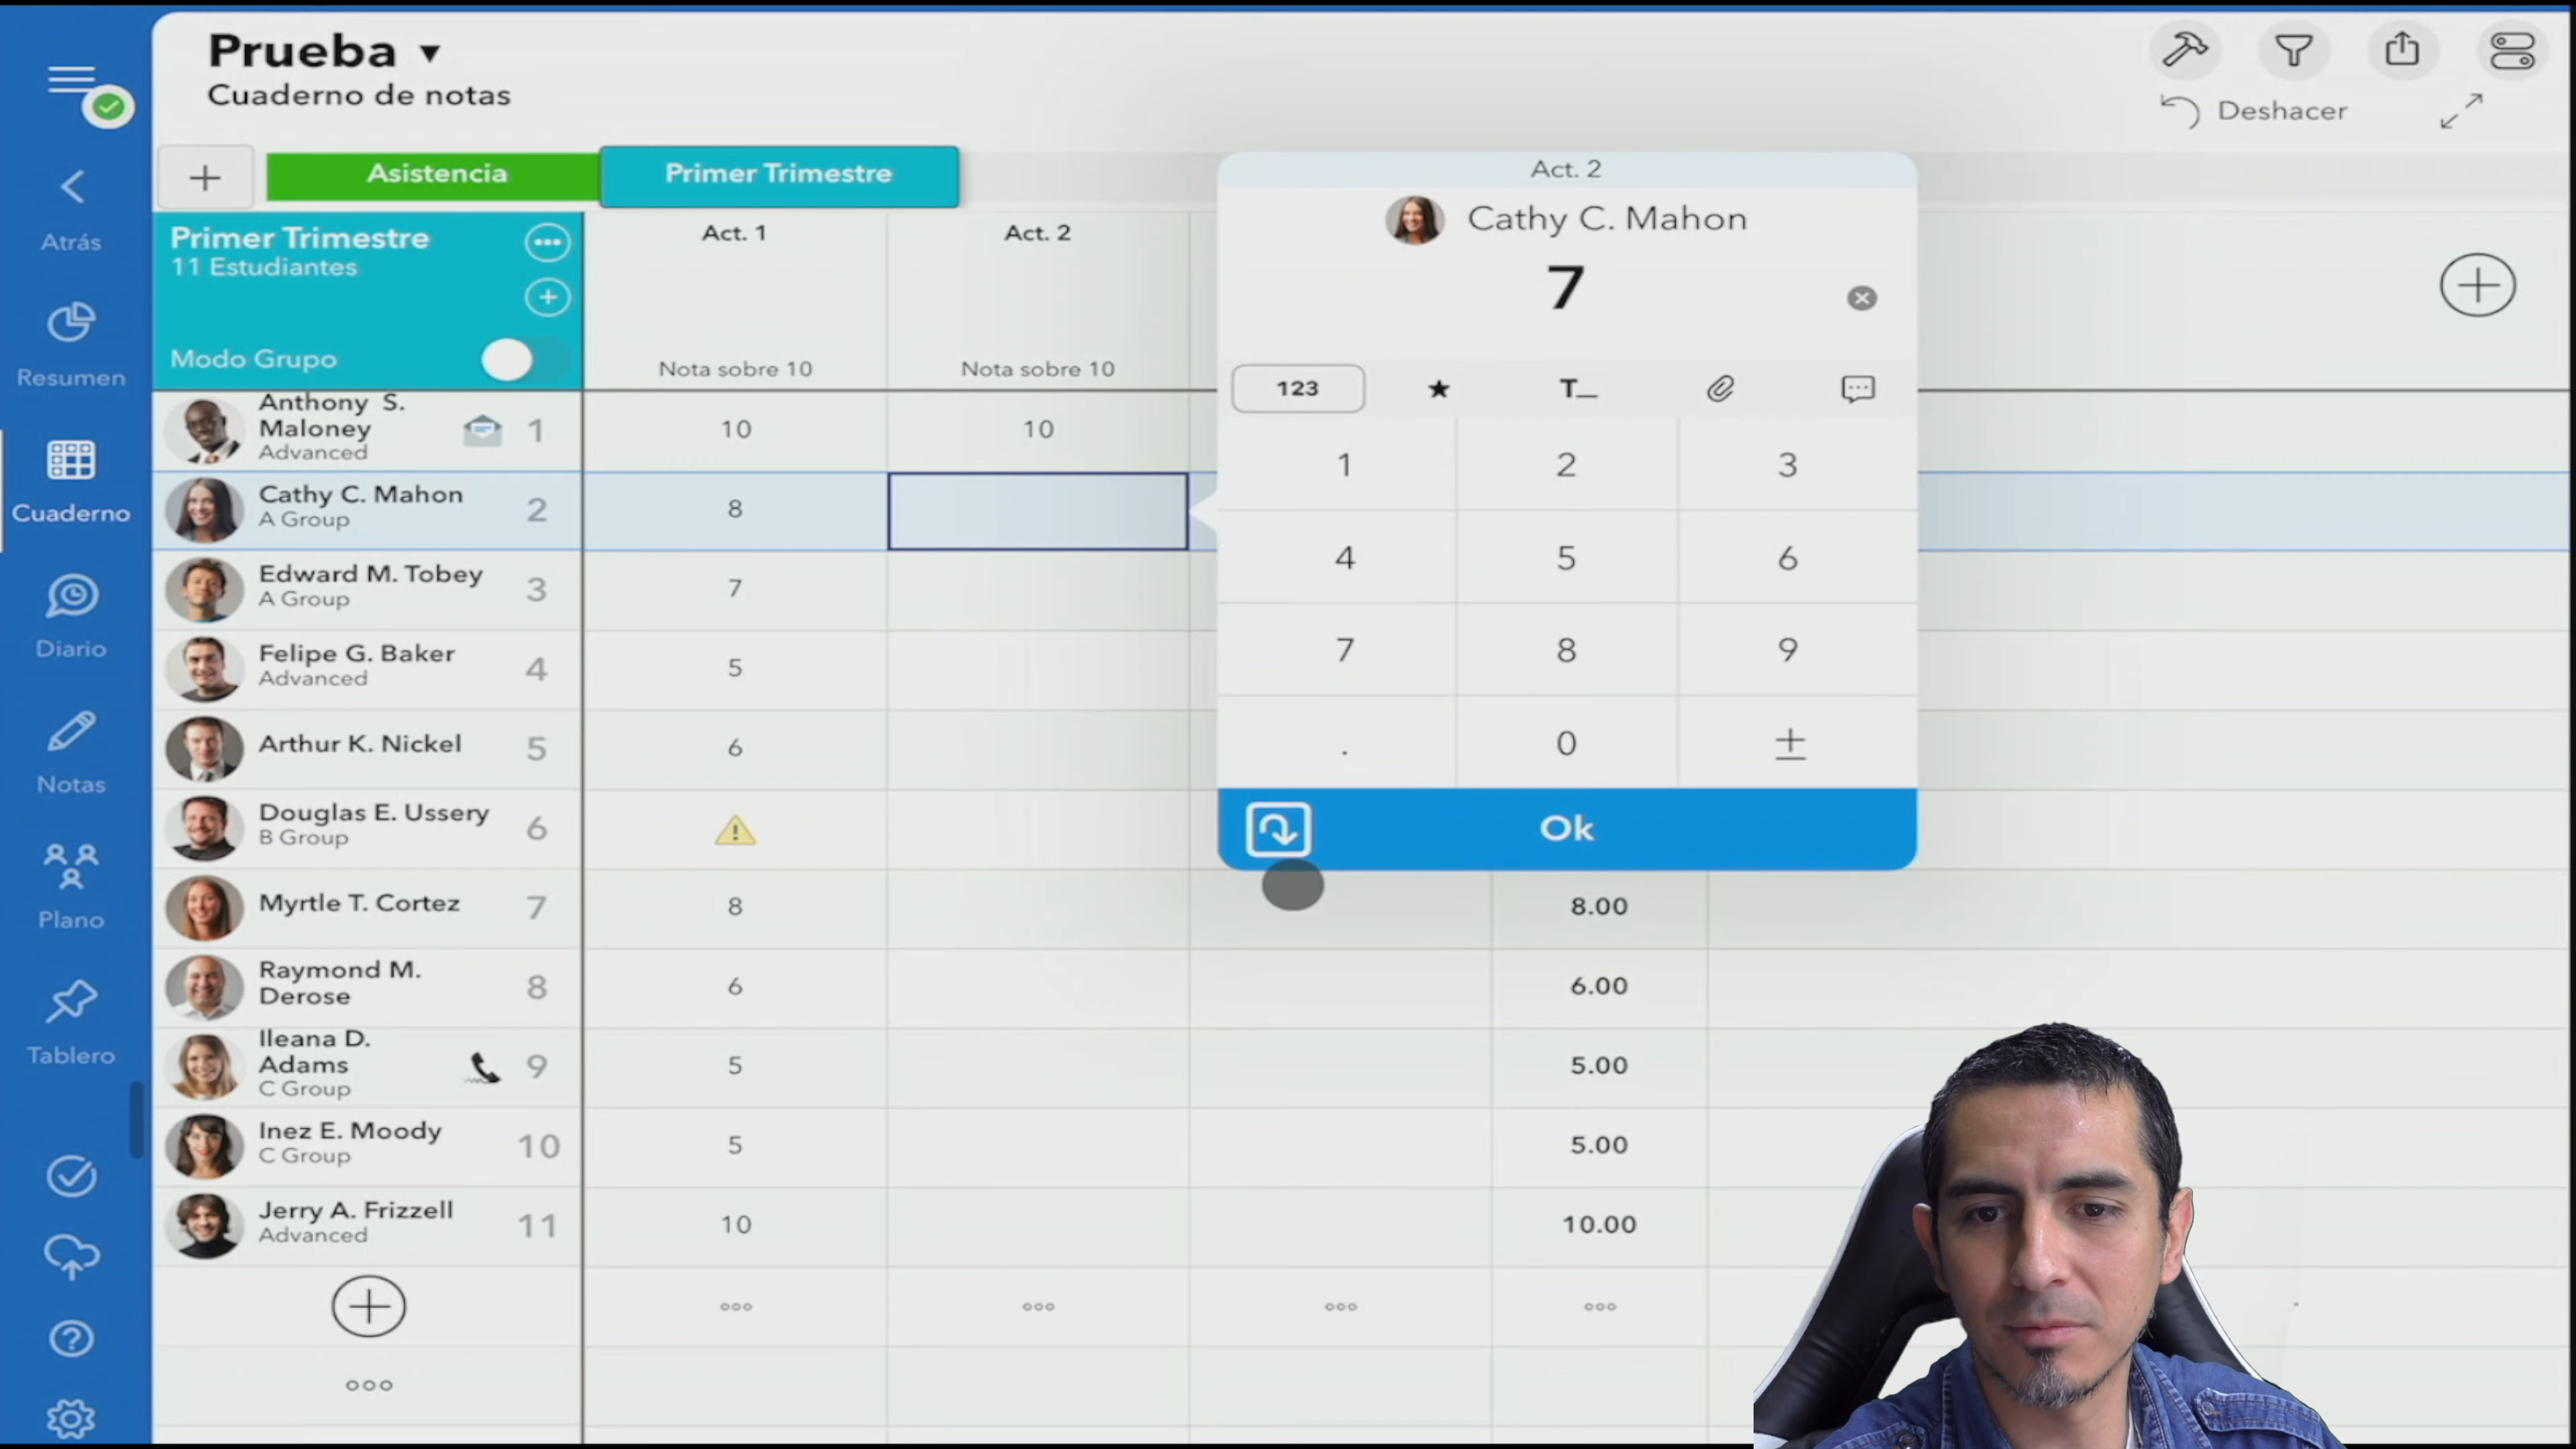 Prueba ▼
Cuaderno de notas
Deshacer
Atrás
Resumen
Cuaderno
Diario
Notas
Plano
Tablero
+
Asistencia
Primer Trimestre
Primer Trimestre
11 Estudiantes
Modo Grupo
Act. 1
Nota sobre 10
Act. 2
Nota sobre 10
Anthony S.
Maloney
Advanced
1
10
10
Cathy C. Mahon
A Group
2
8
Edward M. Tobey
A Group
3
7
Felipe G. Baker
Advanced
4
5
Arthur K. Nickel
5
6
Douglas E. Ussery
B Group
6
Myrtle T. Cortez
7
8
8.00
Raymond M.
Derose
8
6
6.00
Ileana D.
Adams
C Group
9
5
5.00
Inez E. Moody
C Group
10
5
5.00
Jerry A. Frizzell
Advanced
11
10
10.00
Act. 2
Cathy C. Mahon
7
123 ★ T_
1 2 3
4 5 6
7 8 9
. 0 ±
Ok